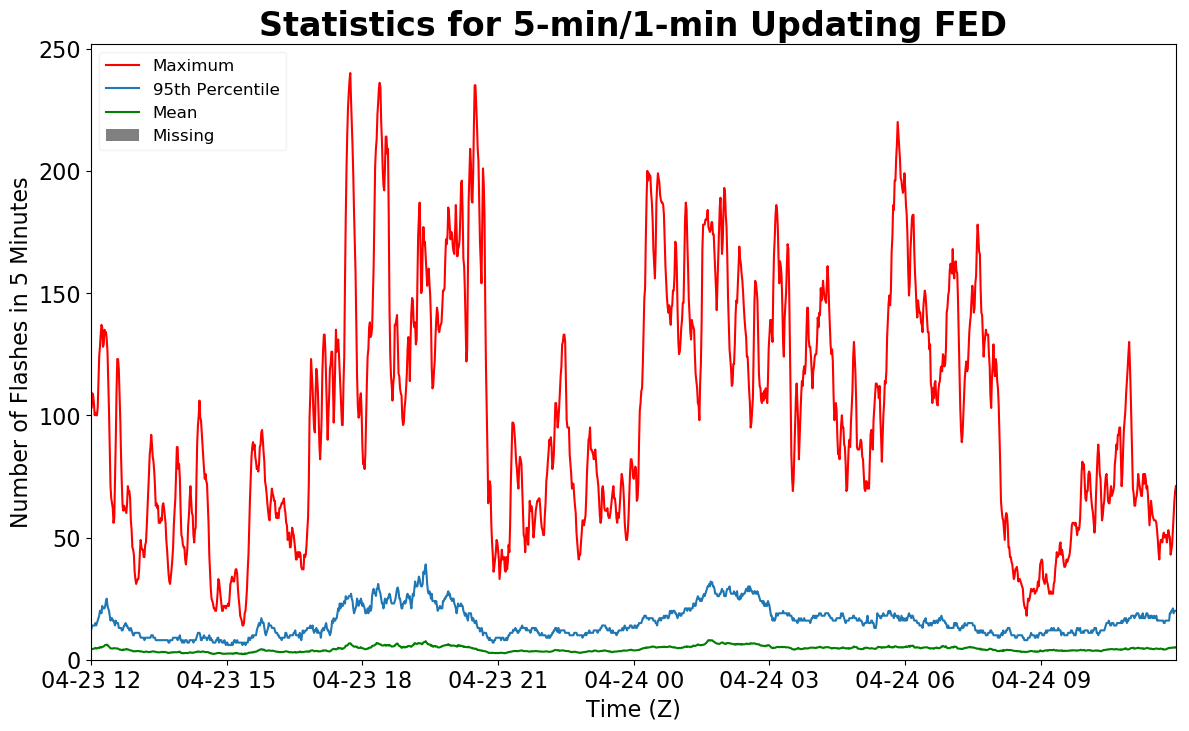 Statistics for 5-min/1-min Updating FED
Number of Flashes in 5 Minutes
250
200
150
100
50
0
Maximum
95th Percentile
Mean
Missing
04-23 12 04-23 15 04-23 18 04-23 21 04-24 00 04-24 03 04-24 06 04-24 09
Time (Z)